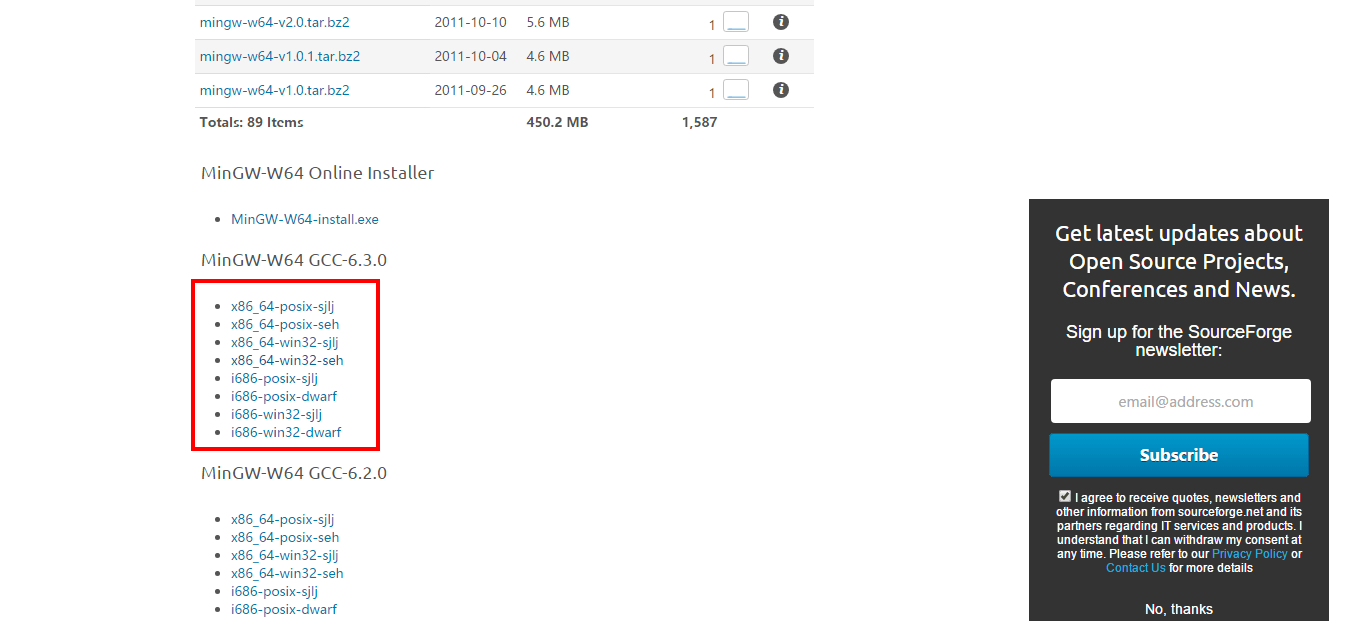 mingw-w64-v2.0.tar.bz2 2011-10-10 5.6 MB 1 i
mingw-w64-v1.0.1.tar.bz2 2011-10-04 4.6 MB 1 i
mingw-w64-v1.0.tar.bz2 2011-09-26 4.6 MB 1 i
Totals: 89 Items 450.2 MB 1,587
MinGW-W64 Online Installer
MinGW-W64-install.exe
MinGW-W64 GCC-6.3.0
x86_64-posix-sjlj
x86_64-posix-seh
x86_64-win32-sjlj
x86_64-win32-seh
i686-posix-sjlj
i686-posix-dwarf
i686-win32-sjlj
i686-win32-dwarf
MinGW-W64 GCC-6.2.0
x86_64-posix-sjlj
x86_64-posix-seh
x86_64-win32-sjlj
x86_64-win32-seh
i686-posix-sjlj
i686-posix-dwarf
Get latest updates about
Open Source Projects,
Conferences and News.
Sign up for the SourceForge
newsletter:
email@address.com
Subscribe
I agree to receive quotes, newsletters and
other information from sourceforge.net and its
partners regarding IT services and products. I
understand that I can withdraw my consent at
any time. Please refer to our Privacy Policy or
Contact Us for more details
No, thanks